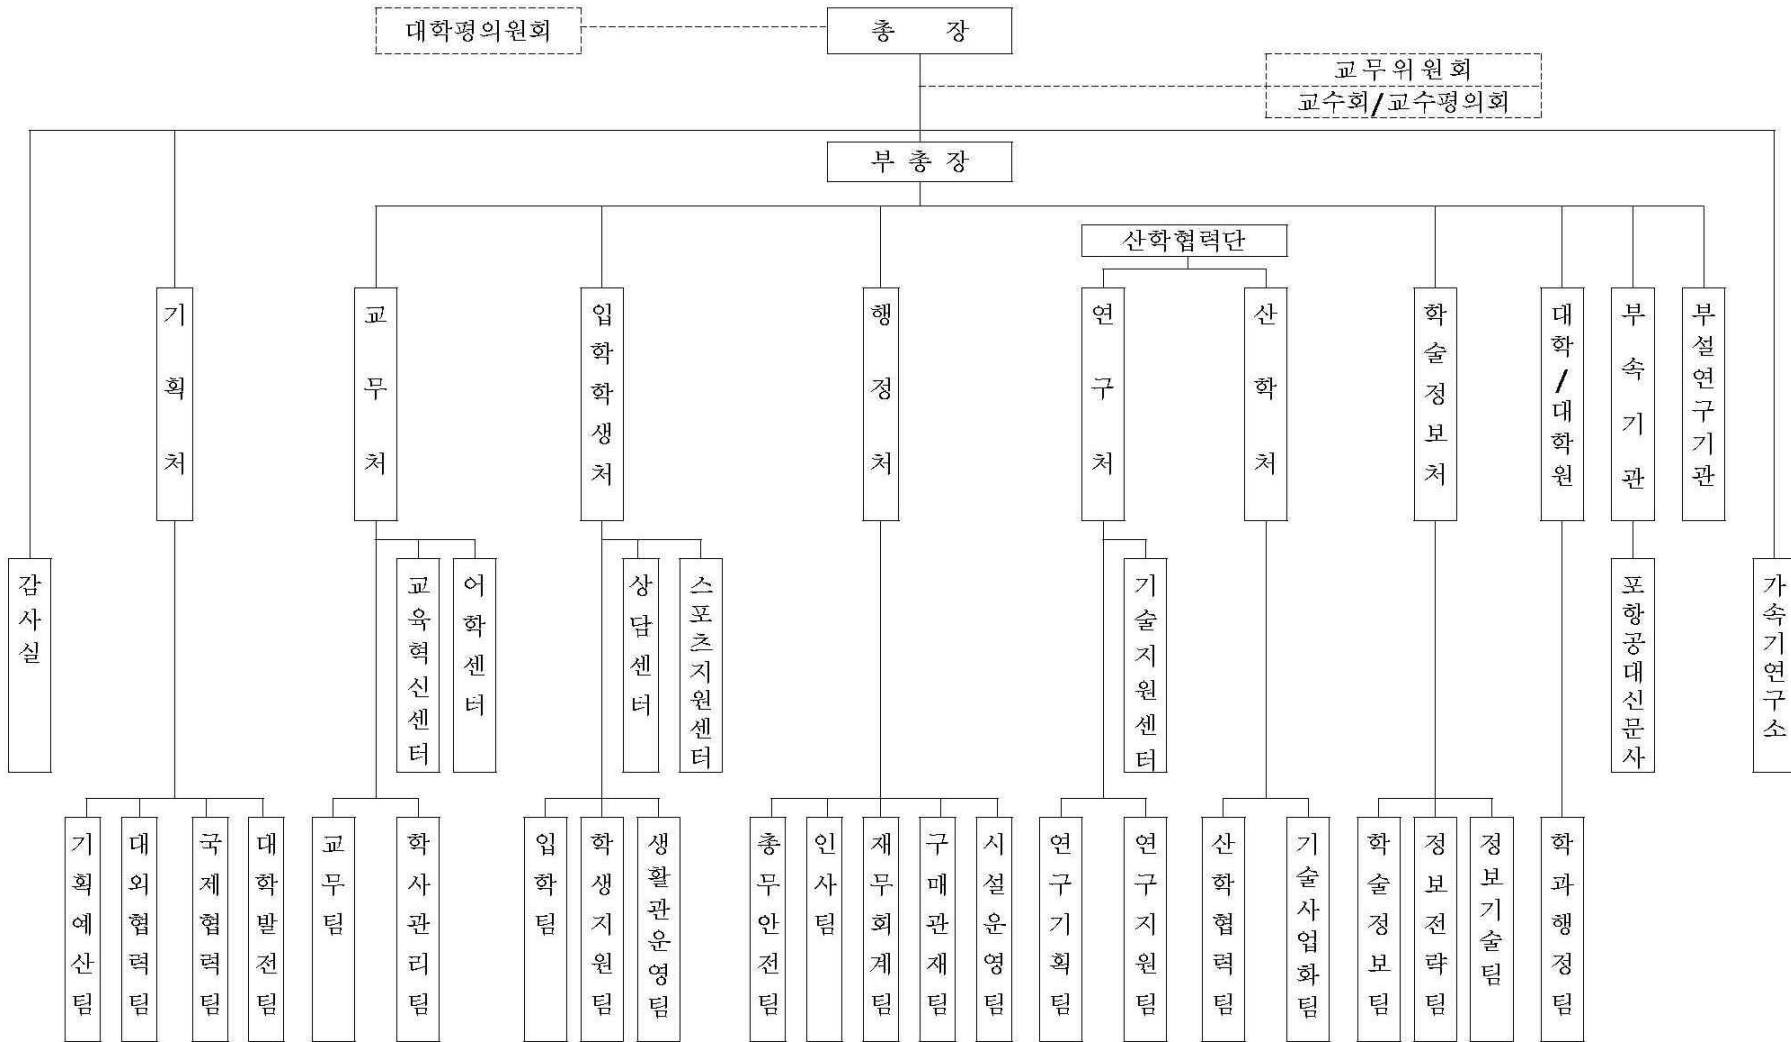 대학평의원회
총 장
교무위원회
교수회/교수평의회
부 총 장
산학협력단
기획처
교무처
입학학생처
행정처
연구처
산학처
학술정보처
대학/대학원
부속기관
부설연구기관
감사실
교육혁신센터
어학센터
상담센터
스포츠지원센터
기술지원센터
포항공대신문사
가속기연구소
기획예산팀
대외협력팀
국제협력팀
대학발전팀
교무팀
학사관리팀
입학팀
학생지원팀
생활관운영팀
총무안전팀
인사팀
재무회계팀
구매관재팀
시설운영팀
연구기획팀
연구지원팀
산학협력팀
기술사업화팀
학술정보팀
정보전략팀
정보기술팀
학과행정팀